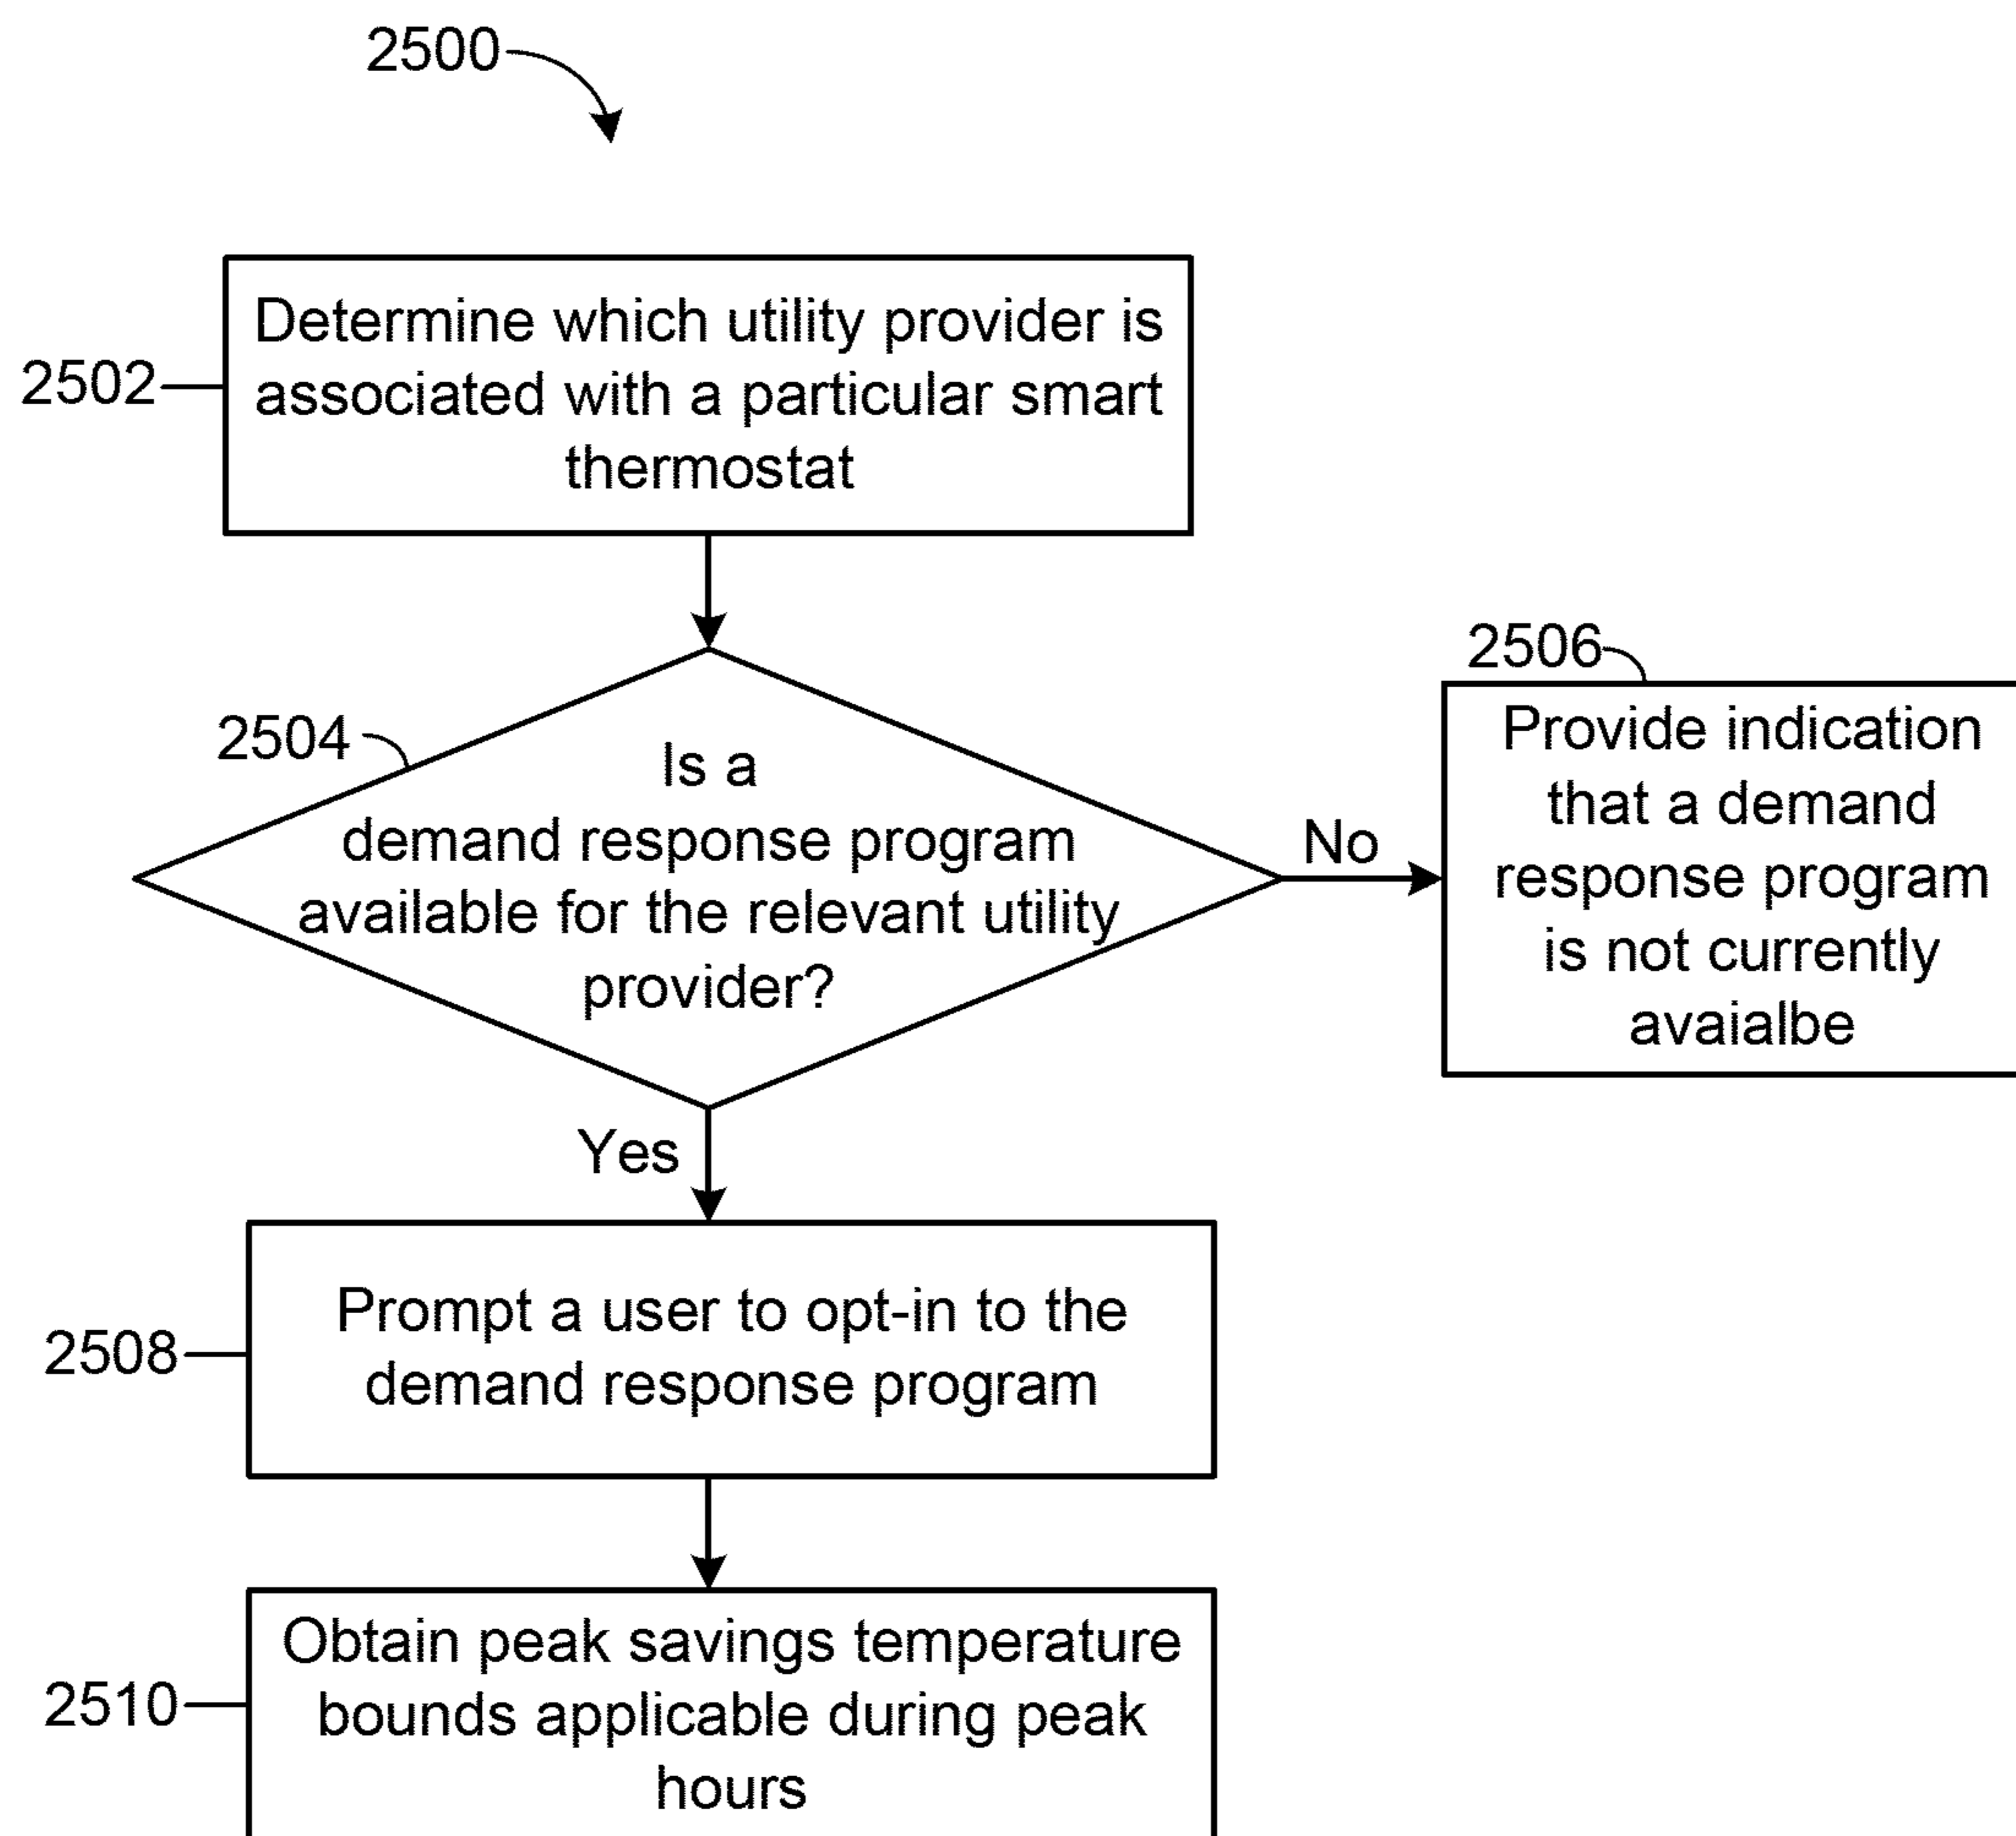 2500
2502
Determine which utility provider is
associated with a particular smart
thermostat
2504
Is a
demand response program
available for the relevant utility
provider?
No
2506
Provide indication
that a demand
response program
is not currently
avaialbe
Yes
2508
Prompt a user to opt-in to the
demand response program
2510
Obtain peak savings temperature
bounds applicable during peak
hours